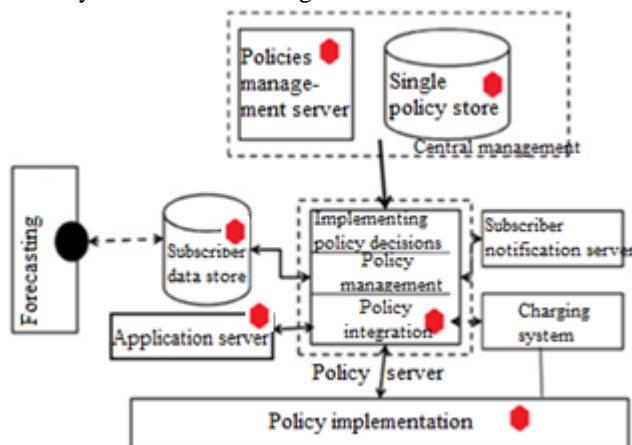 Policies
manage-
ment server
Single
policy store
Central management
Forecasting
Subscriber
data store
Implementing
policy decisions
Policy
management
Policy
integration
Subscriber
notification server
Application server
Charging
system
Policy server
Policy implementation